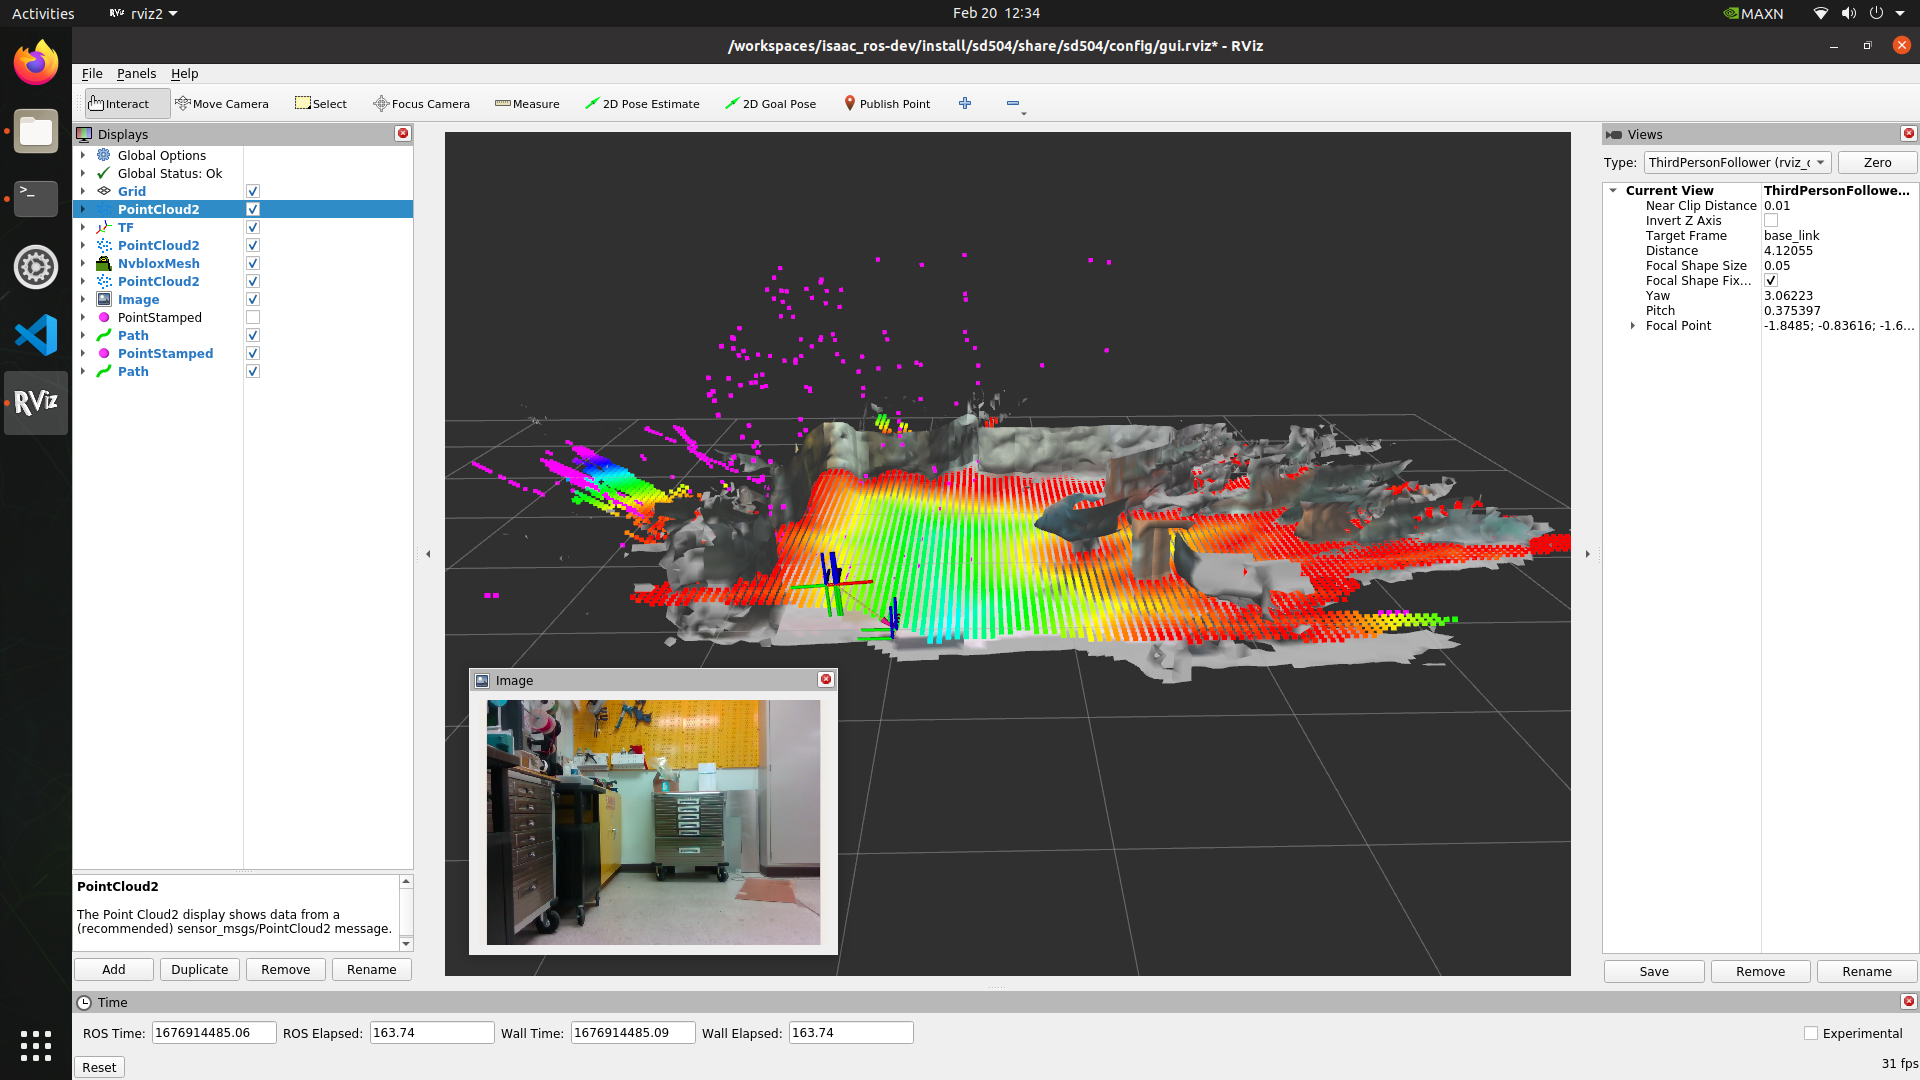 Activities
RViz rviz2
Feb 20 12:34
MAXN
/workspaces/isaac_ros-dev/install/sd504/share/sd504/config/gui.rviz* - RViz
File Panels Help
Interact Move Camera Select Focus Camera Measure 2D Pose Estimate 2D Goal Pose Publish Point
Displays
Global Options
Global Status: Ok
Grid
PointCloud2
TF
PointCloud2
NvbloxMesh
PointCloud2
Image
PointStamped
Path
PointStamped
Path
RViz
PointCloud2
The Point Cloud2 display shows data from a
(recommended) sensor_msgs/PointCloud2 message.
Add Duplicate Remove Rename
Image
Views
Type: ThirdPersonFollower (rviz_ Zero
Current View ThirdPersonFollowe...
Near Clip Distance 0.01
Invert Z Axis
Target Frame base_link
Distance 4.12055
Focal Shape Size 0.05
Focal Shape Fix...
Yaw 3.06223
Pitch 0.375397
Focal Point -1.8485; -0.83616; -1.6...
Save Remove Rename
Time
ROS Time: 1676914485.06 ROS Elapsed: 163.74 Wall Time: 1676914485.09 Wall Elapsed: 163.74 Experimental
Reset
31 fps